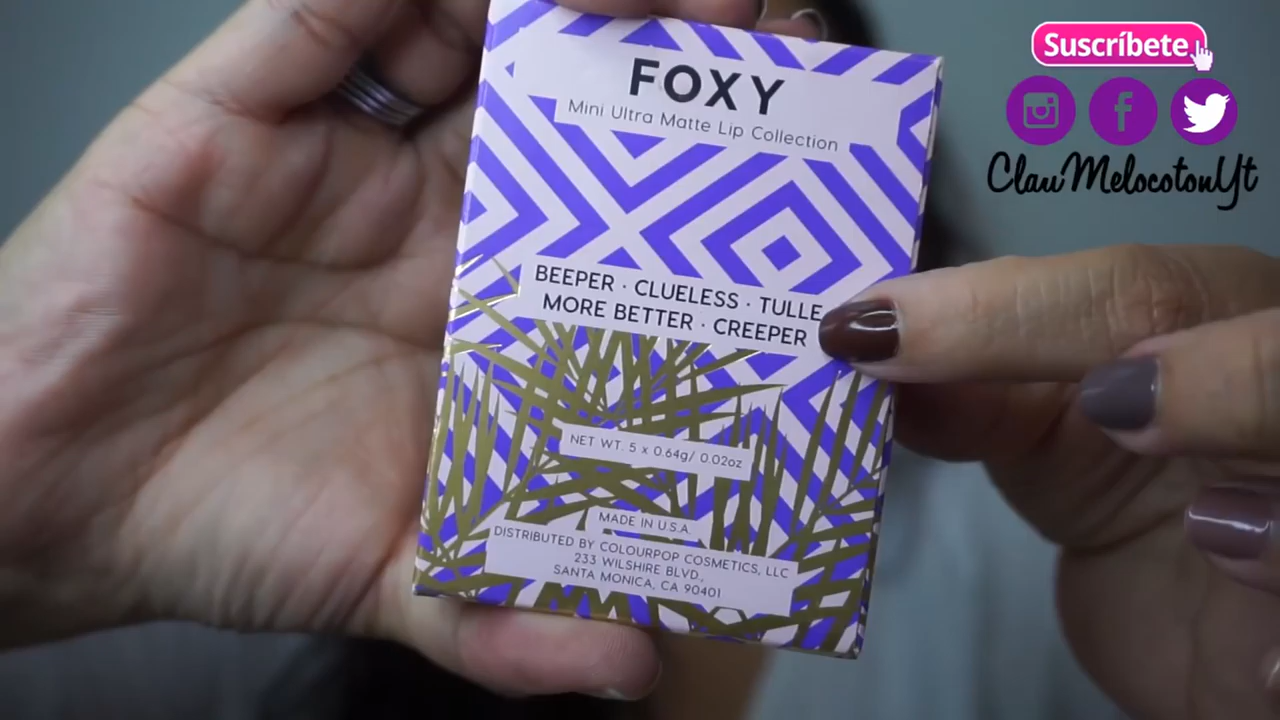 FOXY
Mini Ultra Matte Lip Collection
BEEPER · CLUELESS · TULLE
MORE BETTER · CREEPER
NET WT. 5 x 0.64g/ 0.02oz
MADE IN U.S.A.
DISTRIBUTED BY COLOURPOP COSMETICS, LLC
233 WILSHIRE BLVD.,
SANTA MONICA, CA 90401
Suscríbete
ClauMelocotonYt